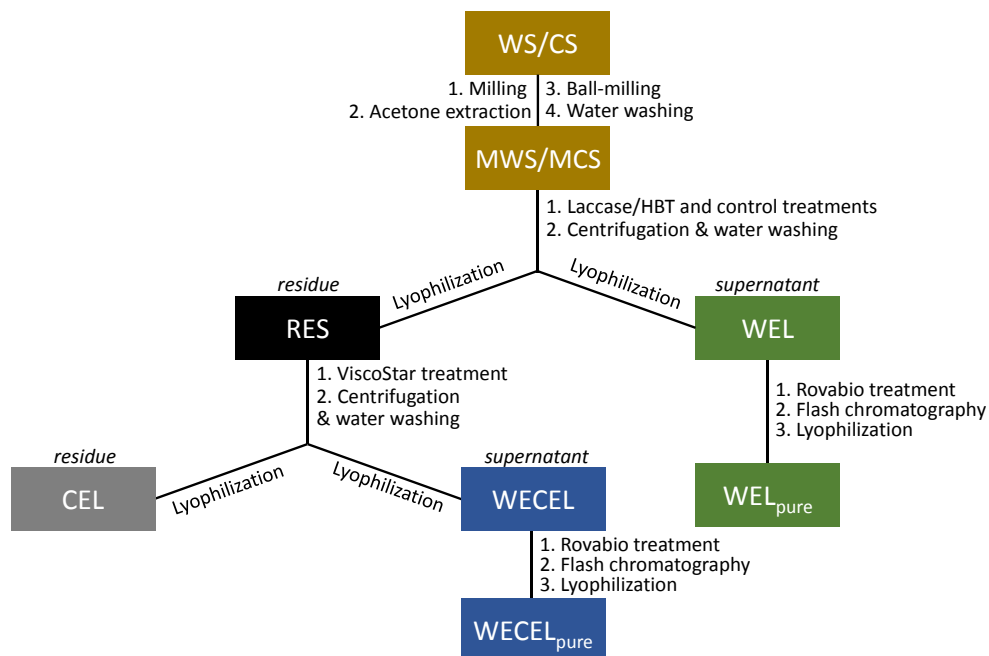 WS/CS
1. Milling
2. Acetone extraction
3. Ball-milling
4. Water washing
MWS/MCS
1. Laccase/HBT and control treatments
2. Centrifugation & water washing
Lyophilization
Lyophilization
residue
RES
supernatant
WEL
1. ViscoStar treatment
2. Centrifugation
& water washing
1. Rovabio treatment
2. Flash chromatography
3. Lyophilization
Lyophilization
Lyophilization
residue
CEL
supernatant
WECEL
WELpure
1. Rovabio treatment
2. Flash chromatography
3. Lyophilization
WECELpure